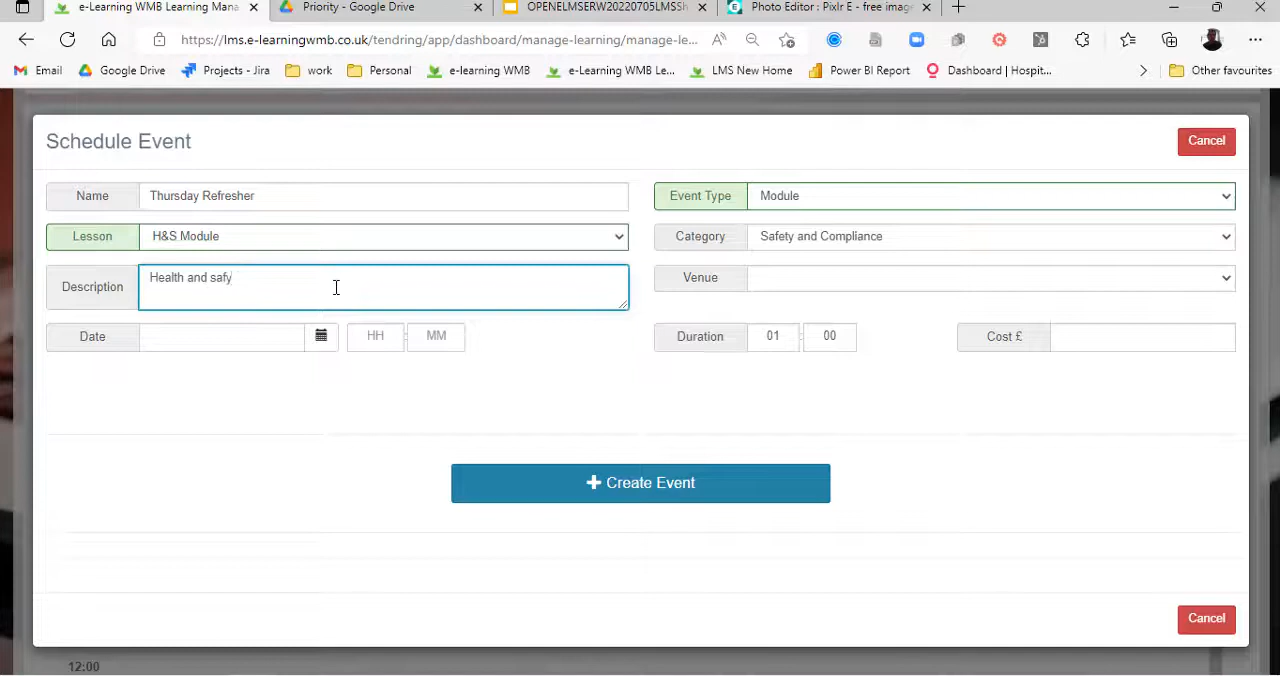 e-Learning WMB Learning Mana
Priority - Google Drive
OPENELMSERW20220705LMSSh
Photo Editor : Pixlr E - free imag
https://lms.e-learningwmb.co.uk/tendring/app/dashboard/manage-learning/manage-le...
Email
Google Drive
Projects - Jira
work
Personal
e-learning WMB
e-Learning WMB Le...
LMS New Home
Power BI Report
Dashboard | Hospit...
Other favourites
Schedule Event
Cancel
Name
Thursday Refresher
Event Type
Module
Lesson
H&S Module
Category
Safety and Compliance
Description
Health and safy
Venue
Date
HH
:
MM
Duration
01
:
00
Cost £
+ Create Event
Cancel
12:00